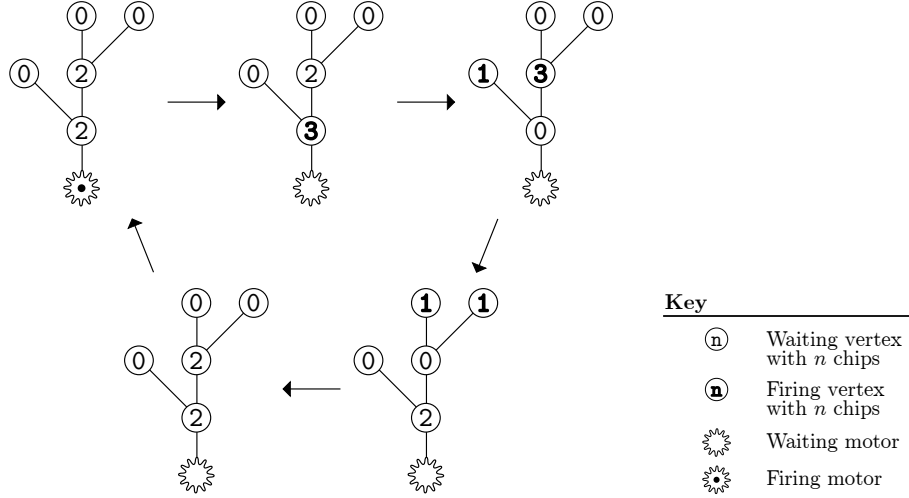 0 0 0 0 0 0
0 2 0 2 1 3
2 3 0
0 0 1 1
0 2 0 0
2 2
Key
n Waiting vertex
with n chips
n Firing vertex
with n chips
Waiting motor
Firing motor